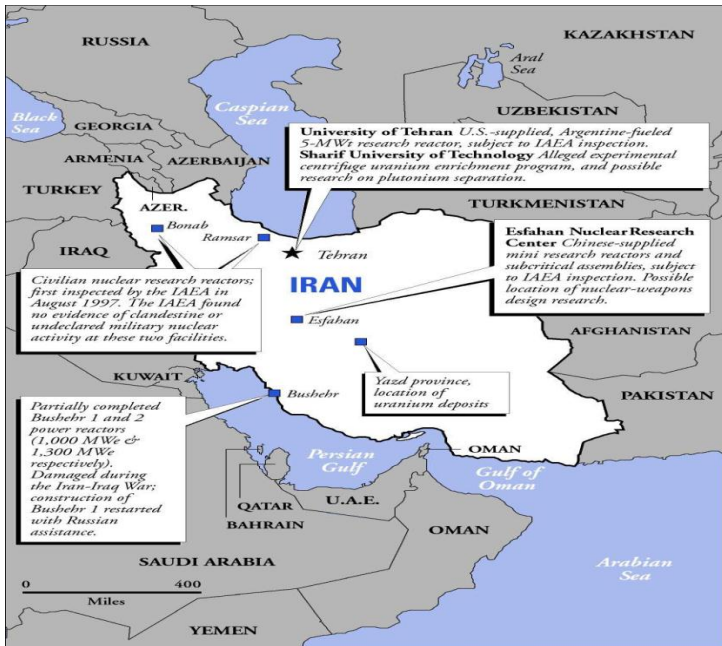 RUSSIA
KAZAKHSTAN
Aral
Sea
Caspian
Sea
Black
Sea
UZBEKISTAN
GEORGIA
ARMENIA
AZERBAIJAN
TURKEY
AZER.
TURKMENISTAN
University of Tehran U.S.-supplied, Argentine-fueled
5-MWt research reactor, subject to IAEA inspection.
Sharif University of Technology Alleged experimental
centrifuge uranium enrichment program, and possible
research on plutonium separation.
Bonab
Ramsar
Tehran
IRAQ
IRAN
Esfahan Nuclear Research
Center Chinese-supplied
mini research reactors and
subcritical assemblies, subject
to IAEA inspection. Possible
location of nuclear-weapons
design research.
Civilian nuclear research reactors;
first inspected by the IAEA in
August 1997. The IAEA found
no evidence of clandestine or
undeclared military nuclear
activity at these two facilities.
Esfahan
AFGHANISTAN
KUWAIT
Bushehr
Yazd province,
location of
uranium deposits
PAKISTAN
Partially completed
Bushehr 1 and 2
power reactors
(1,000 MWe &
1,300 MWe
respectively).
Damaged during
the Iran-Iraq War;
construction of
Bushehr 1 restarted
with Russian
assistance.
Persian
Gulf
OMAN
Gulf of
Oman
QATAR
BAHRAIN
U.A.E.
OMAN
SAUDI ARABIA
Arabian
Sea
0 400
Miles
YEMEN